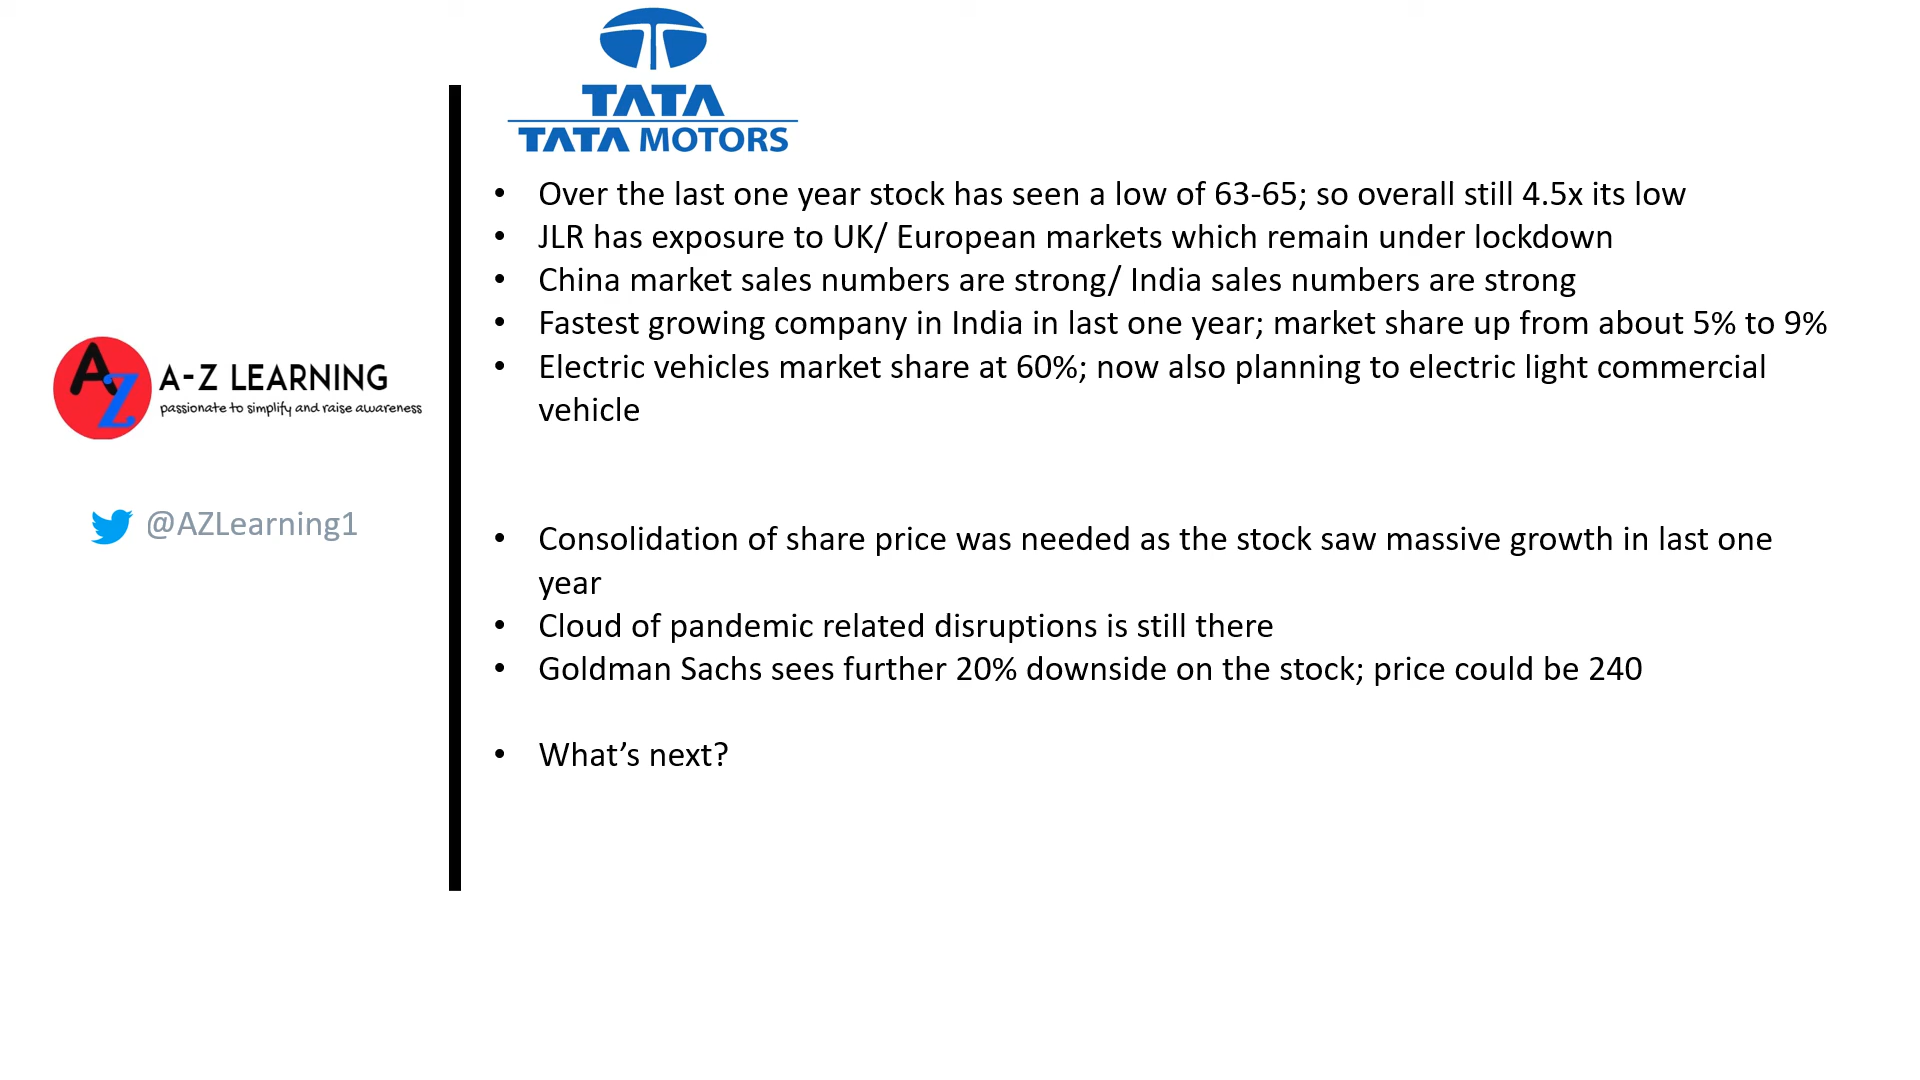 TATA
TATA MOTORS
• Over the last one year stock has seen a low of 63-65; so overall still 4.5x its low
• JLR has exposure to UK/ European markets which remain under lockdown
• China market sales numbers are strong/ India sales numbers are strong
• Fastest growing company in India in last one year; market share up from about 5% to 9%
• Electric vehicles market share at 60%; now also planning to electric light commercial
vehicle
AZ
A-Z LEARNING
passionate to simplify and raise awareness
@AZLearning1
• Consolidation of share price was needed as the stock saw massive growth in last one
year
• Cloud of pandemic related disruptions is still there
• Goldman Sachs sees further 20% downside on the stock; price could be 240
• What’s next?